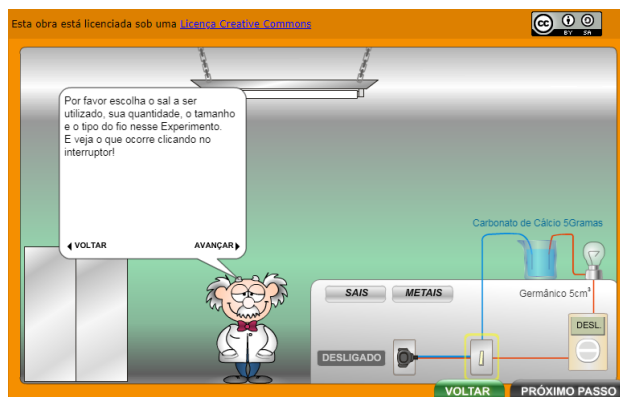 Esta obra está licenciada sob uma Licença Creative Commons
cc
BY SA
Por favor escolha o sal a ser
utilizado, sua quantidade, o tamanho
e o tipo do fio nesse Experimento.
E veja o que ocorre clicando no
interruptor!
VOLTAR AVANÇAR
Carbonato de Cálcio 5Gramas
SAIS METAIS
Germânico 5cm³
DESL.
DESLIGADO
VOLTAR PRÓXIMO PASSO